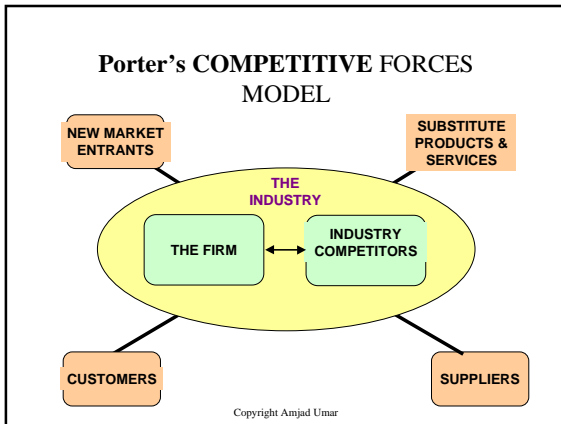 Porter's COMPETITIVE FORCES
MODEL
NEW MARKET
ENTRANTS
SUBSTITUTE
PRODUCTS &
SERVICES
THE
INDUSTRY
THE FIRM
INDUSTRY
COMPETITORS
CUSTOMERS
SUPPLIERS
Copyright Amjad Umar